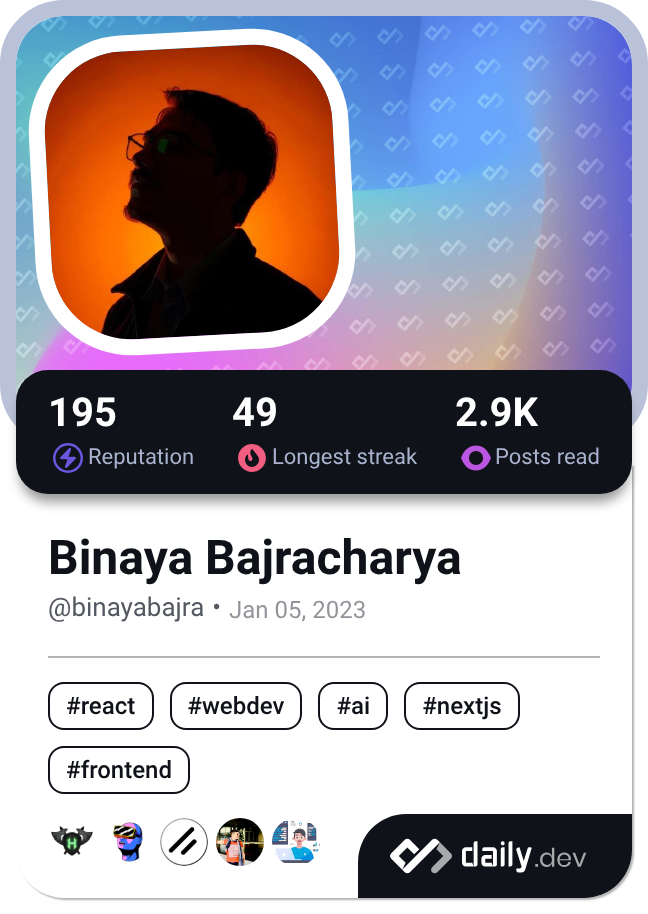 195 49 2.9K
Reputation Longest streak Posts read
Binaya Bajracharya
@binayabajra • Jan 05, 2023
#react #webdev #ai #nextjs
#frontend
H
daily.dev